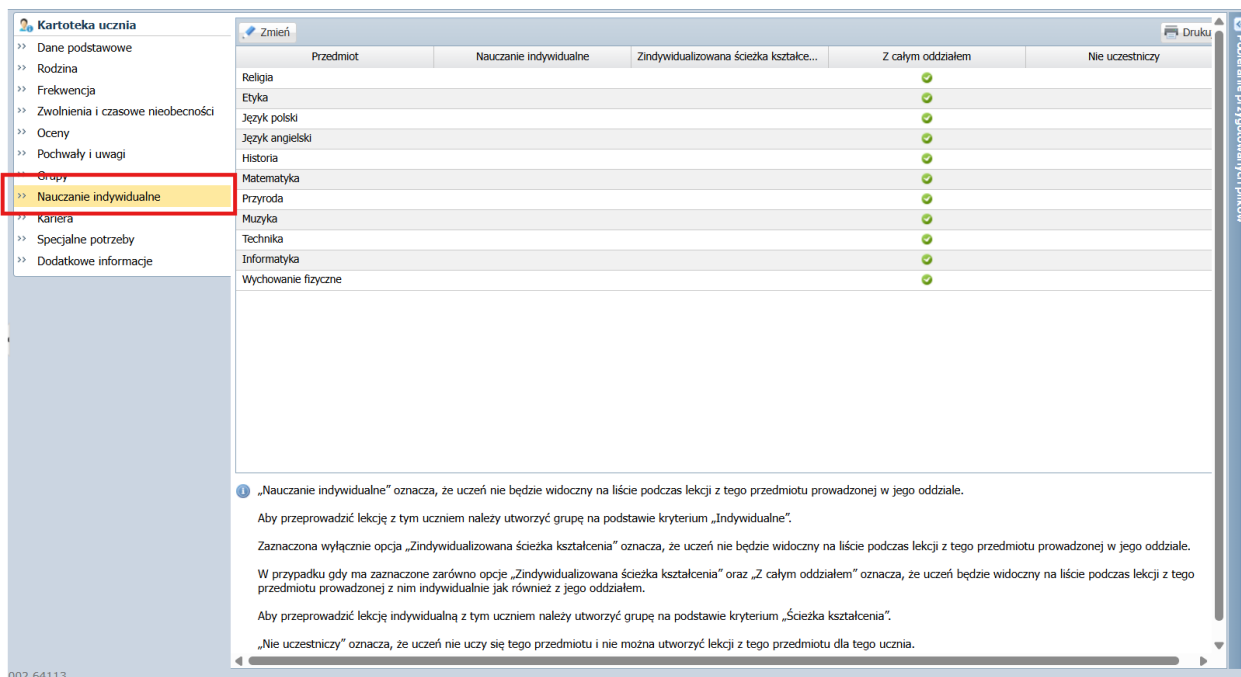 Kartoteka ucznia
Dane podstawowe
Rodzina
Frekwencja
Zwolnienia i czasowe nieobecności
Oceny
Pochwały i uwagi
Grupy
Nauczanie indywidualne
Kariera
Specjalne potrzeby
Dodatkowe informacje
Zmień
Druku
Przedmiot Nauczanie indywidualne Zindywidualizowana ścieżka kształce... Z całym oddziałem Nie uczestniczy
Religia
Etyka
Język polski
Język angielski
Historia
Matematyka
Przyroda
Muzyka
Technika
Informatyka
Wychowanie fizyczne
„Nauczanie indywidualne” oznacza, że uczeń nie będzie widoczny na liście podczas lekcji z tego przedmiotu prowadzonej w jego oddziale.
Aby przeprowadzić lekcję z tym uczniem należy utworzyć grupę na podstawie kryterium „Indywidualne”.
Zaznaczona wyłącznie opcja „Zindywidualizowana ścieżka kształcenia” oznacza, że uczeń nie będzie widoczny na liście podczas lekcji z tego przedmiotu prowadzonej w jego oddziale.
W przypadku gdy ma zaznaczone zarówno opcje „Zindywidualizowana ścieżka kształcenia” oraz „Z całym oddziałem” oznacza, że uczeń będzie widoczny na liście podczas lekcji z tego
przedmiotu prowadzonej z nim indywidualnie jak również z jego oddziałem.
Aby przeprowadzić lekcję indywidualną z tym uczniem należy utworzyć grupę na podstawie kryterium „Ścieżka kształcenia”.
„Nie uczestniczy” oznacza, że uczeń nie uczy się tego przedmiotu i nie można utworzyć lekcji z tego przedmiotu dla tego ucznia.
Pobieranie przygotowanych plików
002.64113